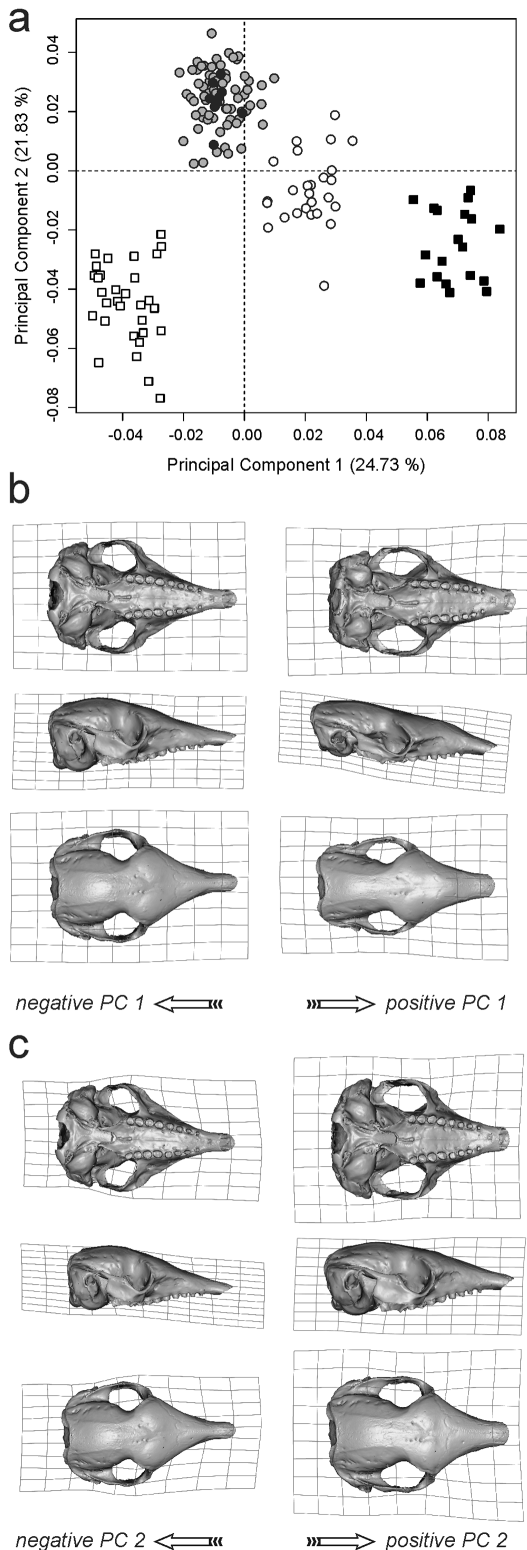 a
0.04
0.02
0.00
-0.02
-0.04
-0.06
-0.08
Principal Component 2 (21.83 %)
-0.04 -0.02 0.00 0.02 0.04 0.06 0.08
Principal Component 1 (24.73 %)
b
negative PC 1 positive PC 1
c
negative PC 2 positive PC 2